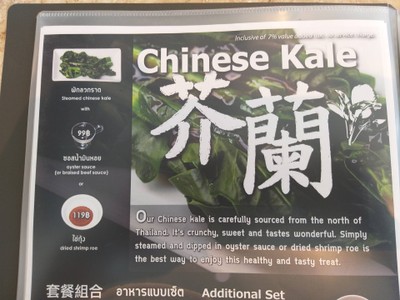 Inclusive of 7% value added tax, no service charge.
Chinese Kale
芥蘭
ผักลวกราด
Steamed chinese kale
with
99฿
ซอสน้ำมันหอย
oyster sauce
(or braised beef sauce)
or
119฿
ไข่กุ้ง
dried shrimp roe
Our Chinese kale is carefully sourced from the north of
Thailand. It's crunchy, sweet and tastes wonderful. Simply
steamed and dipped in oyster sauce or dried shrimp roe is
the best way to enjoy this healthy and tasty treat.
套餐組合 อาหารแบบเซ็ต Additional Set